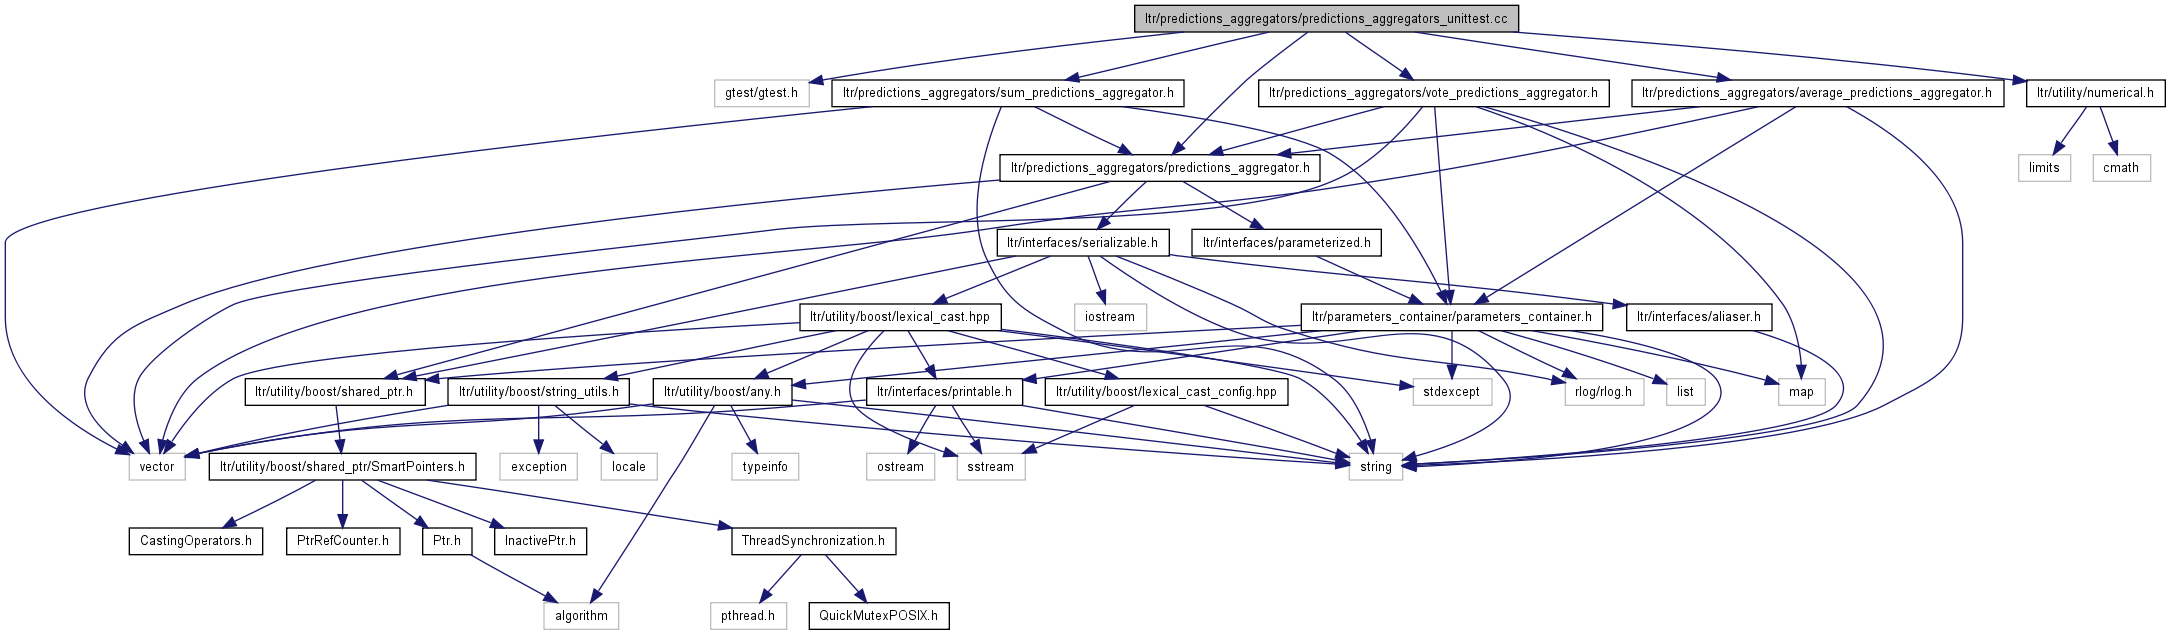 ltr/predictions_aggregators/predictions_aggregators_unittest.cc
gtest/gtest.h
ltr/predictions_aggregators/sum_predictions_aggregator.h
ltr/predictions_aggregators/vote_predictions_aggregator.h
ltr/predictions_aggregators/average_predictions_aggregator.h
ltr/utility/numerical.h
ltr/predictions_aggregators/predictions_aggregator.h
limits
cmath
ltr/interfaces/serializable.h
ltr/interfaces/parameterized.h
ltr/utility/boost/lexical_cast.hpp
iostream
ltr/parameters_container/parameters_container.h
ltr/interfaces/aliaser.h
ltr/utility/boost/shared_ptr.h
ltr/utility/boost/string_utils.h
ltr/utility/boost/any.h
ltr/interfaces/printable.h
ltr/utility/boost/lexical_cast_config.hpp
stdexcept
rlog/rlog.h
list
map
vector
ltr/utility/boost/shared_ptr/SmartPointers.h
exception
locale
typeinfo
ostream
sstream
string
CastingOperators.h
PtrRefCounter.h
Ptr.h
InactivePtr.h
ThreadSynchronization.h
algorithm
pthread.h
QuickMutexPOSIX.h